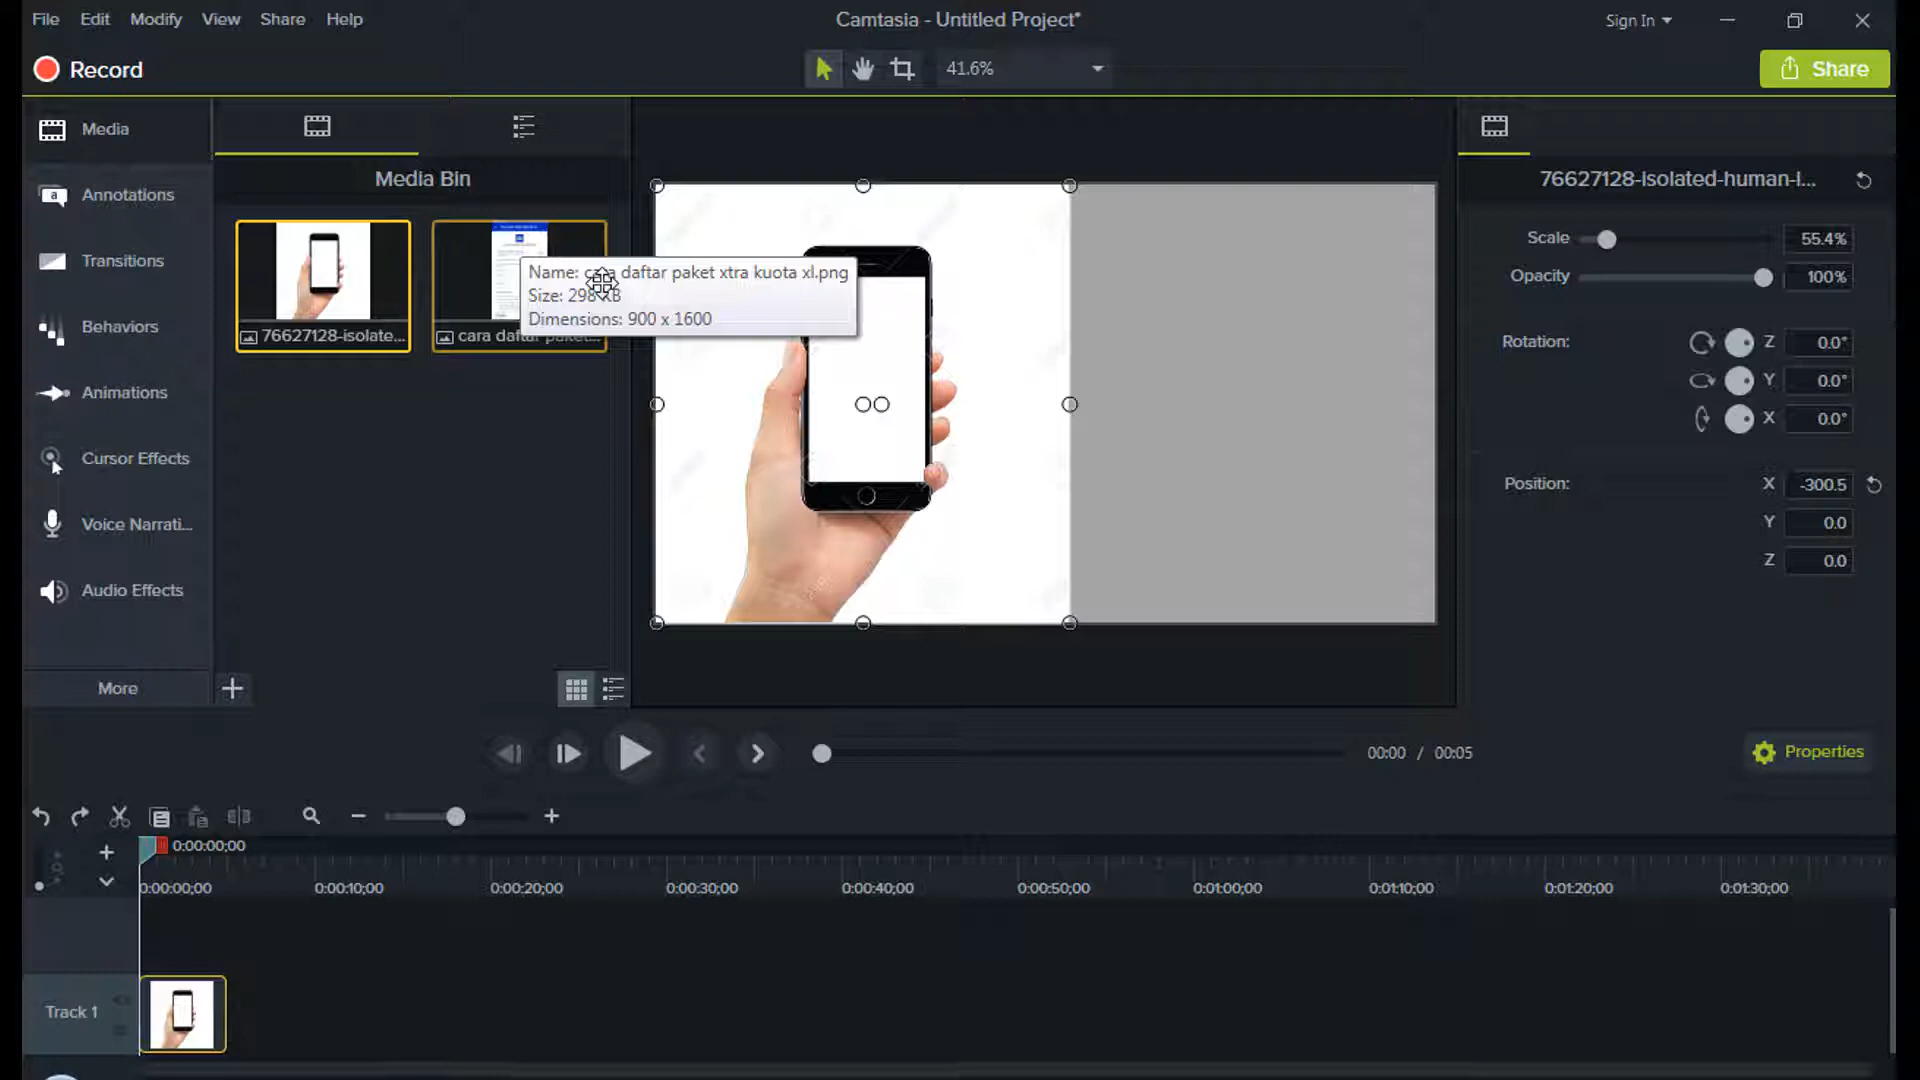 File Edit Modify View Share Help
Camtasia - Untitled Project*
Sign In
Record
41.6%
Share
Media
Annotations
Transitions
Behaviors
Animations
Cursor Effects
Voice Narrati...
Audio Effects
More
Media Bin
76627128-isolate...
cara daftar paket...
Name: cara daftar paket xtra kuota xl.png
Size: 298 KB
Dimensions: 900 x 1600
76627128-isolated-human-l...
Scale 55.4%
Opacity 100%
Rotation: Z 0.0°
Y 0.0°
X 0.0°
Position: X -300.5
Y 0.0
Z 0.0
00:00 / 00:05
Properties
0:00:00;00
0:00:00;00 0:00:10;00 0:00:20;00 0:00:30;00 0:00:40;00 0:00:50;00 0:01:00;00 0:01:10;00 0:01:20;00 0:01:30;00
Track 1